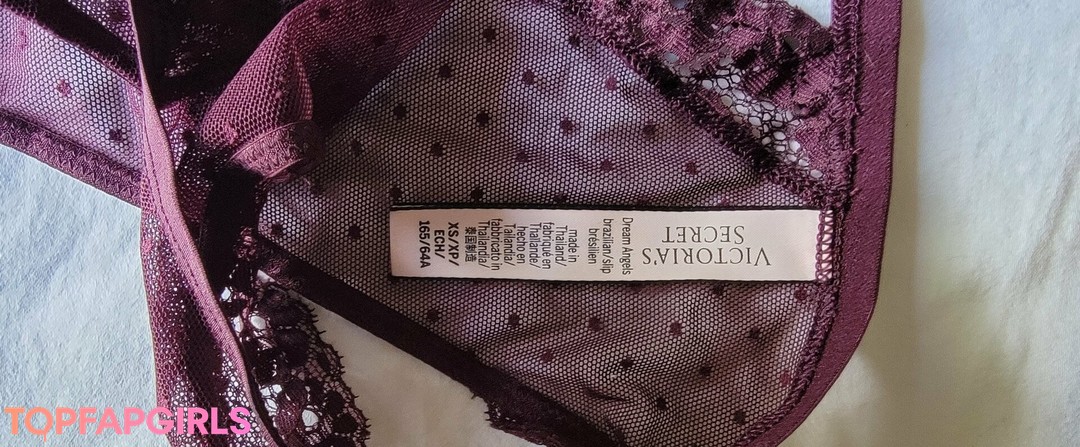 VICTORIA'S
SECRET
Dream Angels
brazilian/slip
brésilien
made in
Thailand/
fabriqué en
Thaïlande/
hecho en
Tailandia/
fabbricato in
Thailandia/
泰国制造
XS/XP/
ECH/
165/64A
TOPFAPGIRLS